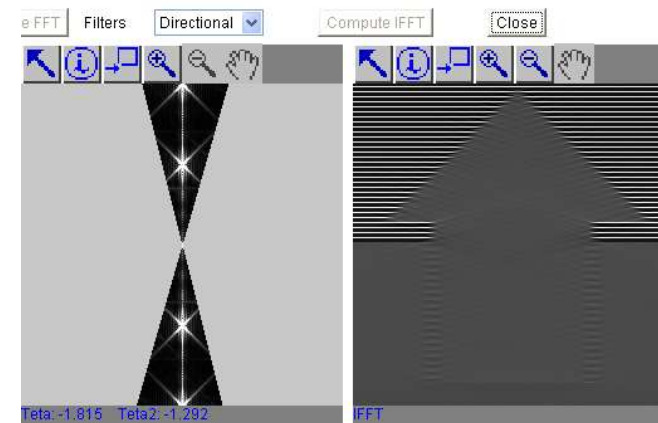 e FFT Filters Directional Compute IFFT Close
Teta: -1.815 Teta2: -1.292
IFFT